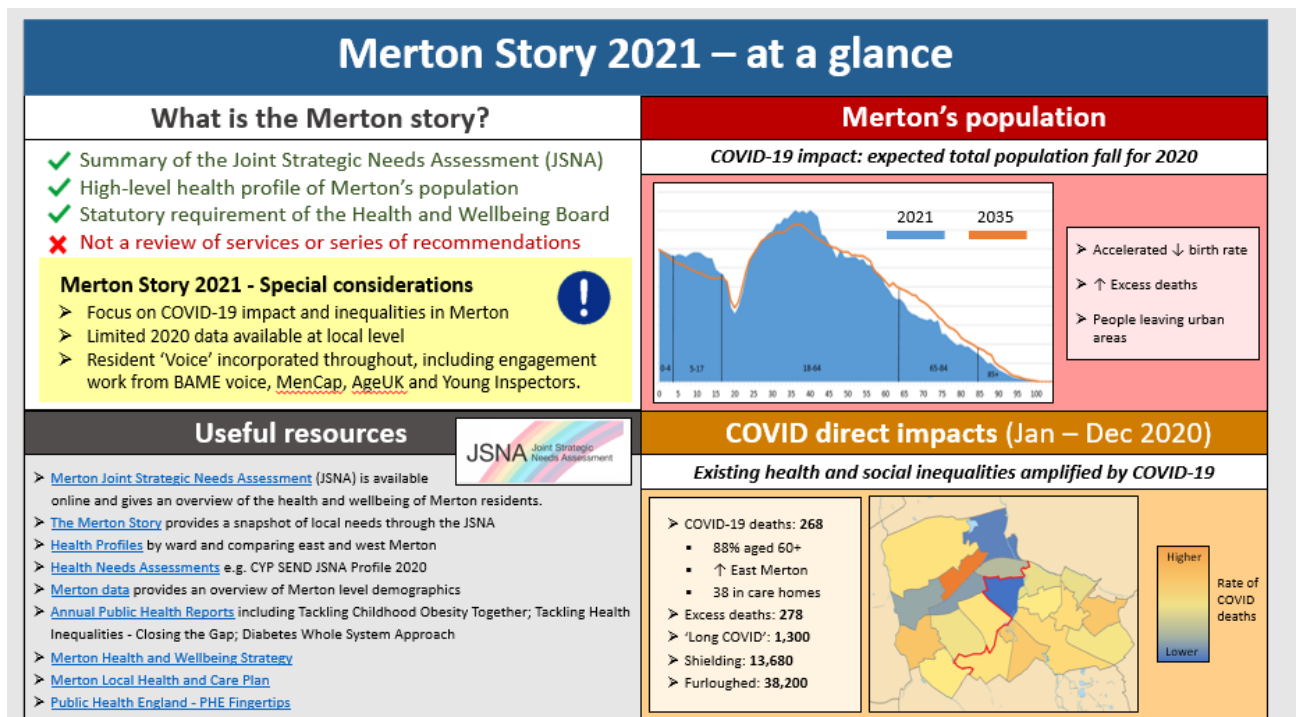 Merton Story 2021 – at a glance
What is the Merton story?
Summary of the Joint Strategic Needs Assessment (JSNA)
High-level health profile of Merton’s population
Statutory requirement of the Health and Wellbeing Board
Not a review of services or series of recommendations
Merton Story 2021 - Special considerations
Focus on COVID-19 impact and inequalities in Merton
Limited 2020 data available at local level
Resident ‘Voice’ incorporated throughout, including engagement
work from BAME voice, MenCap, AgeUK and Young Inspectors.
Merton’s population
COVID-19 impact: expected total population fall for 2020
2021 2035
0-4 5-17 18-64 65-84 85+
0 5 10 15 20 25 30 35 40 45 50 55 60 65 70 75 80 85 90 95 100
Accelerated ↓ birth rate
↑ Excess deaths
People leaving urban
areas
Useful resources
JSNA Joint Strategic
Needs Assessment
Merton Joint Strategic Needs Assessment (JSNA) is available
online and gives an overview of the health and wellbeing of Merton residents.
The Merton Story provides a snapshot of local needs through the JSNA
Health Profiles by ward and comparing east and west Merton
Health Needs Assessments e.g. CYP SEND JSNA Profile 2020
Merton data provides an overview of Merton level demographics
Annual Public Health Reports including Tackling Childhood Obesity Together; Tackling Health
Inequalities - Closing the Gap; Diabetes Whole System Approach
Merton Health and Wellbeing Strategy
Merton Local Health and Care Plan
Public Health England - PHE Fingertips
COVID direct impacts (Jan – Dec 2020)
Existing health and social inequalities amplified by COVID-19
COVID-19 deaths: 268
88% aged 60+
↑ East Merton
38 in care homes
Excess deaths: 278
‘Long COVID’: 1,300
Shielding: 13,680
Furloughed: 38,200
Higher
Lower
Rate of
COVID
deaths